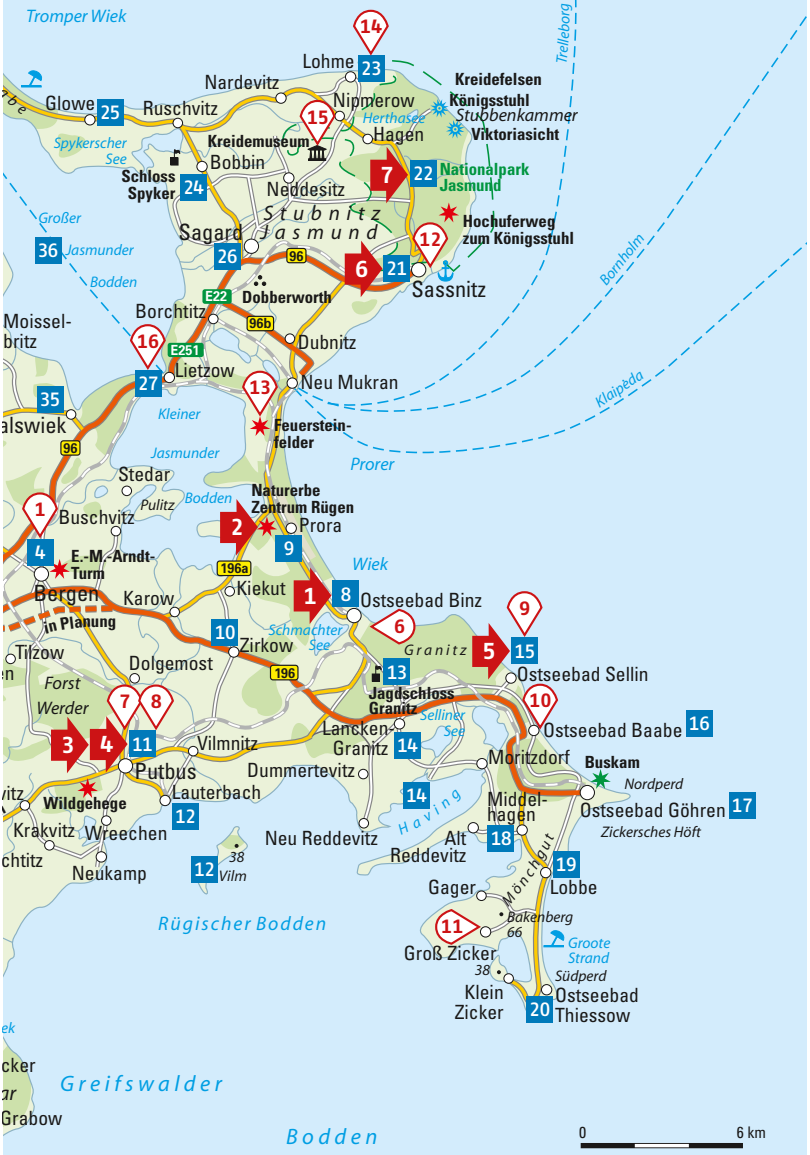 Tromper Wiek
14
Lohme
23
Trelleborg
Nardevitz
Kreidefelsen
Königsstuhl
Stubbenkammer
Viktoriasicht
Glowe
25
Ruschvitz
15
Nipmerow
Herthasee
Hagen
Kreidemuseum
Spykerscher
See
Schloss
Spyker
24
Bobbin
Neddesitz
7
22
Nationalpark
Jasmund
Stubnitz
Jasmund
Hochuferweg
zum Königsstuhl
Großer
36
Jasmunder
Bodden
Sagard
26
96
12
6
21
Sassnitz
Bornholm
E22
Dobberworth
Borchtitz
96b
Moissel-
britz
Dubnitz
16
E251
27
Lietzow
13
Neu Mukran
Klaipėda
35
alswiek
Kleiner
Feuerstein-
felder
96
Jasmunder
Prorer
Stedar
Pulitz
Bodden
Naturerbe
Zentrum Rügen
1
Buschvitz
2
Prora
4
E.-M.-Arndt-
Turm
9
Wiek
196a
Bergen
Kiekut
1
8
Ostseebad Binz
Karow
in Planung
6
9
Schmachter
See
10
Zirkow
Granitz
5
15
Tilzow
en
Dolgemost
196
13
Jagdschloss
Granitz
Ostseebad Sellin
Forst
Werder
7
8
10
Selliner
See
Ostseebad Baabe
16
3
4
11
Vilmnitz
Lancken-
Granitz
14
Putbus
Dummertevitz
Moritzdorf
Buskam
Nordperd
vitz
Wildgehege
Lauterbach
12
14
Having
Middel-
hagen
Ostseebad Göhren
17
Zickersches Höft
Krakvitz
Wreechen
Neu Reddevitz
Alt
Reddevitz
18
chtitz
Neukamp
38
12
Vilm
Mönchgut
19
Lobbe
Gager
Bakenberg
66
Rügischer Bodden
11
Groß Zicker
Groote
Strand
38
Südperd
Klein
Zicker
20
Ostseebad
Thiessow
ek
cker
ar
Grabow
Greifswalder
Bodden
0
6 km